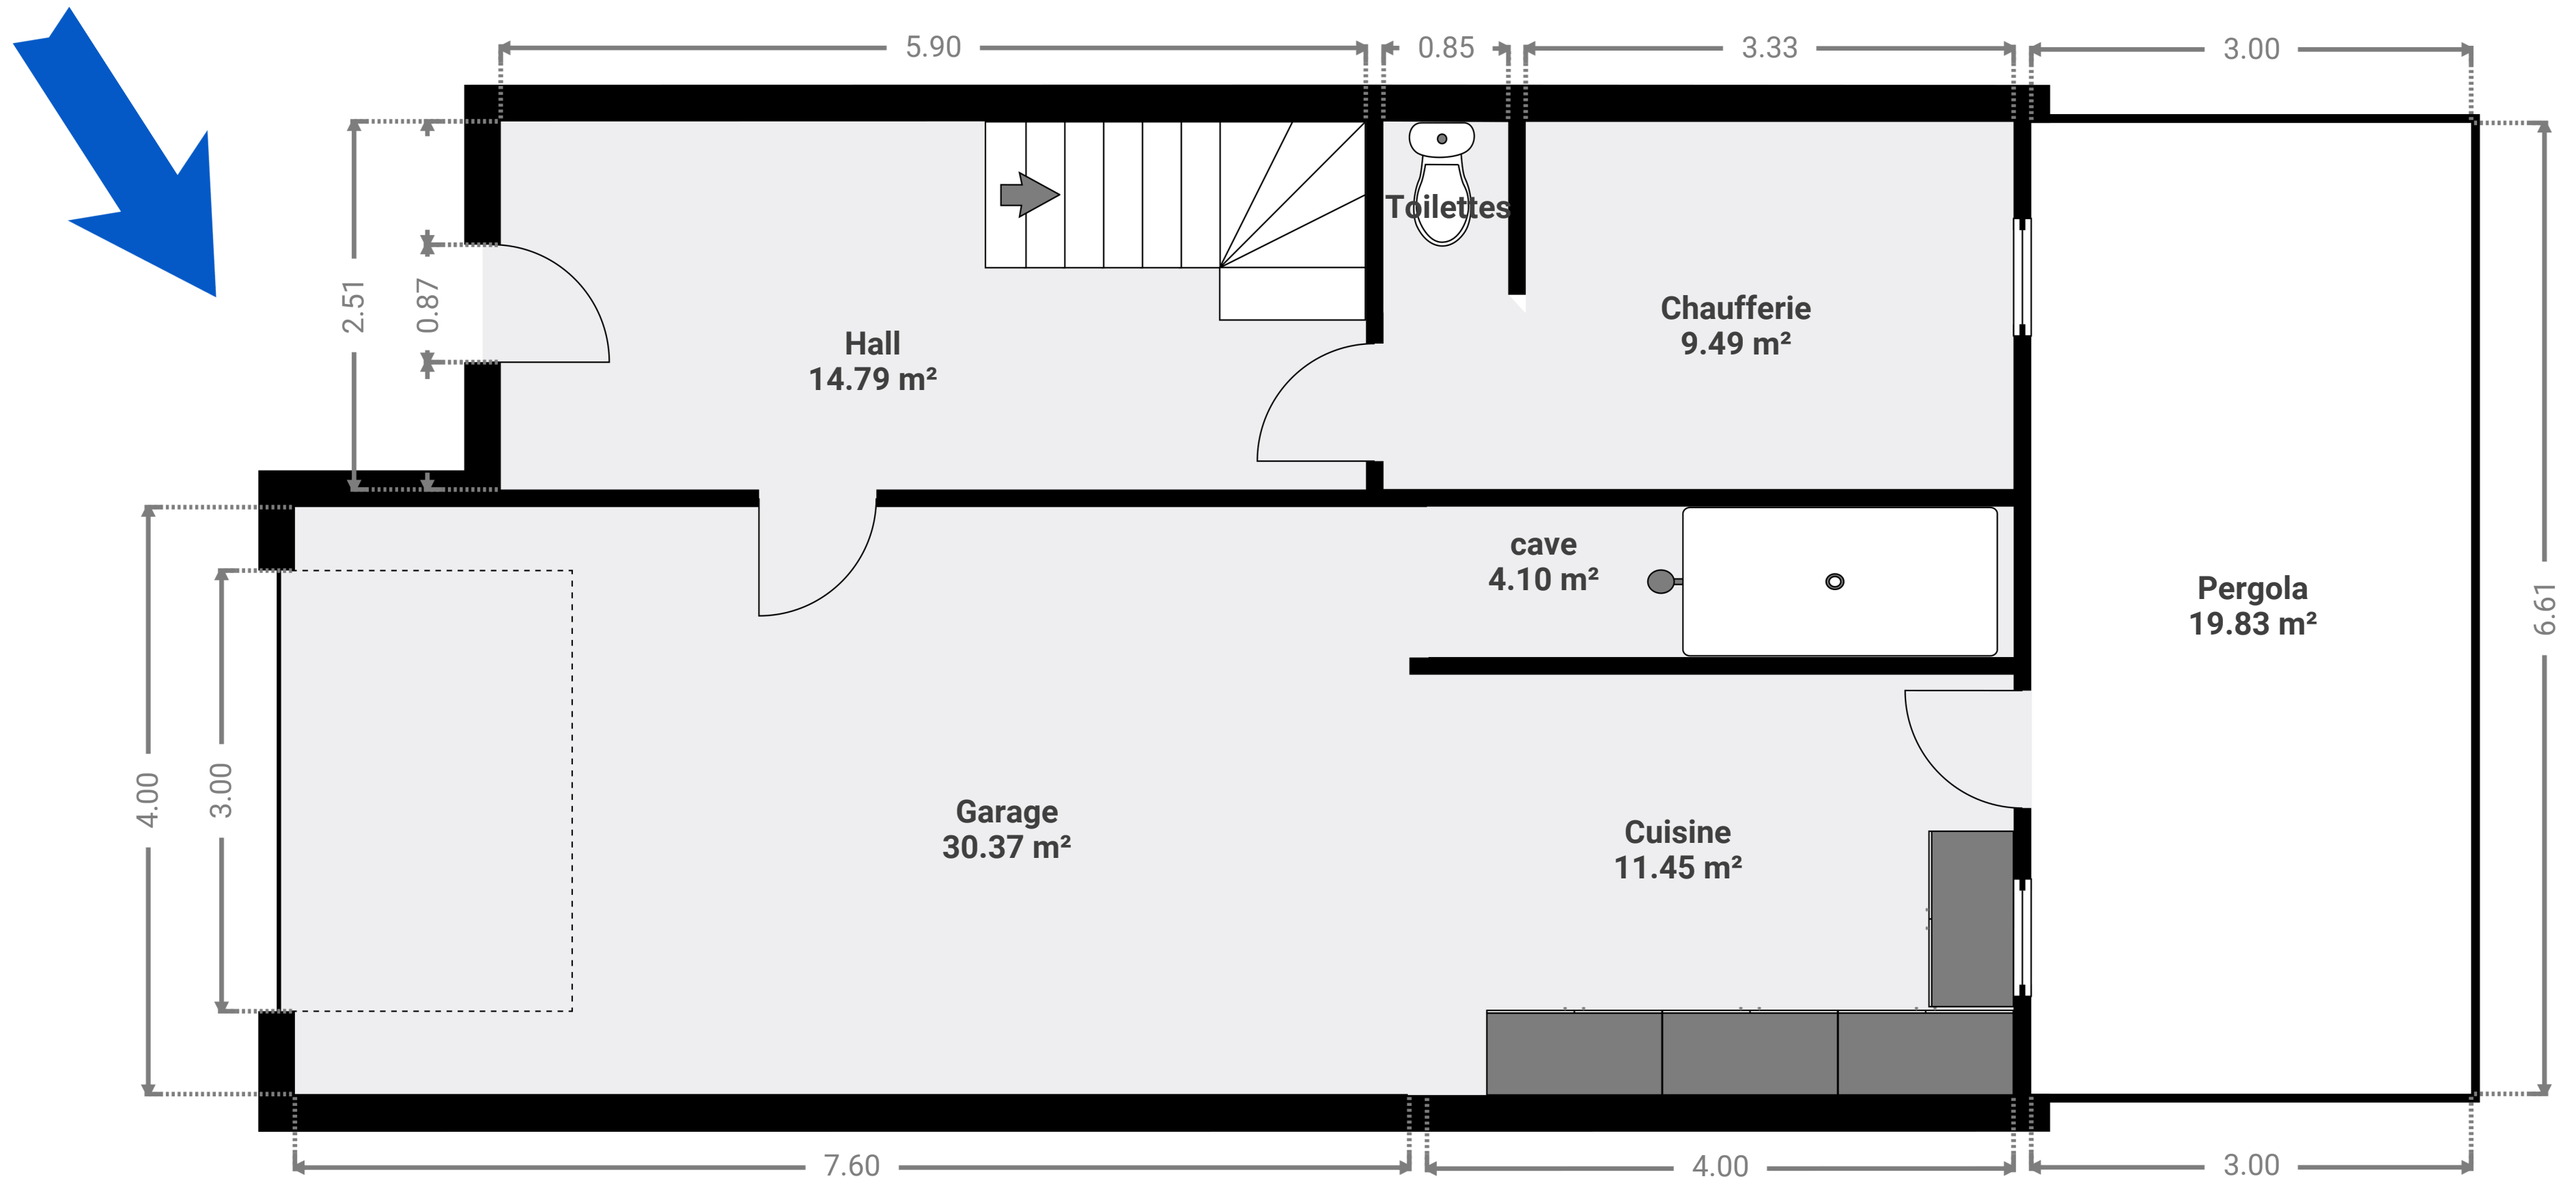 5.90
0.85
3.33
3.00
2.51
0.87
Toilettes
Hall
14.79 m²
Chaufferie
9.49 m²
cave
4.10 m²
Pergola
19.83 m²
6.61
4.00
3.00
Garage
30.37 m²
Cuisine
11.45 m²
7.60
4.00
3.00